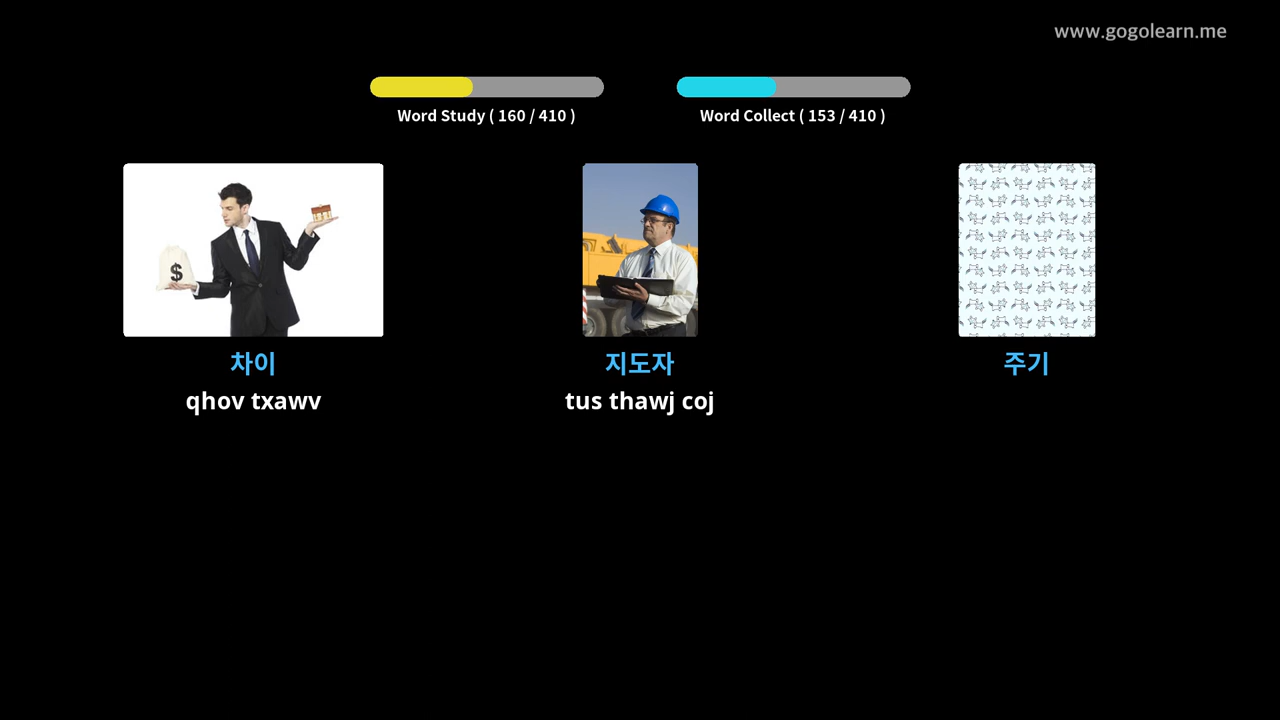 www.gogolearn.me
Word Study ( 160 / 410 )
Word Collect ( 153 / 410 )
$
차이
지도자
주기
qhov txawv
tus thawj coj